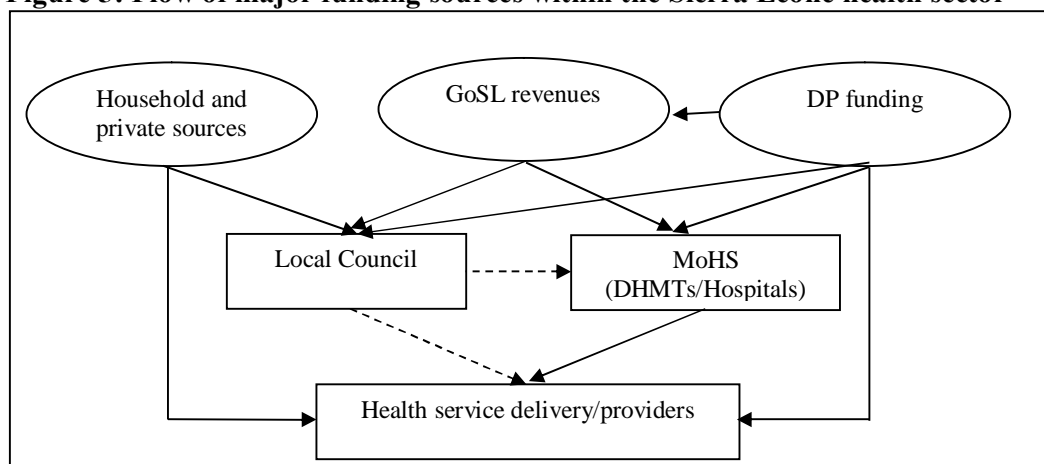 Figure : Flow of major funding sources within the Sierra Leone health sector
Household and
private sources
GoSL revenues
DP funding
Local Council
MoHS
(DHMTs/Hospitals)
Health service delivery/providers